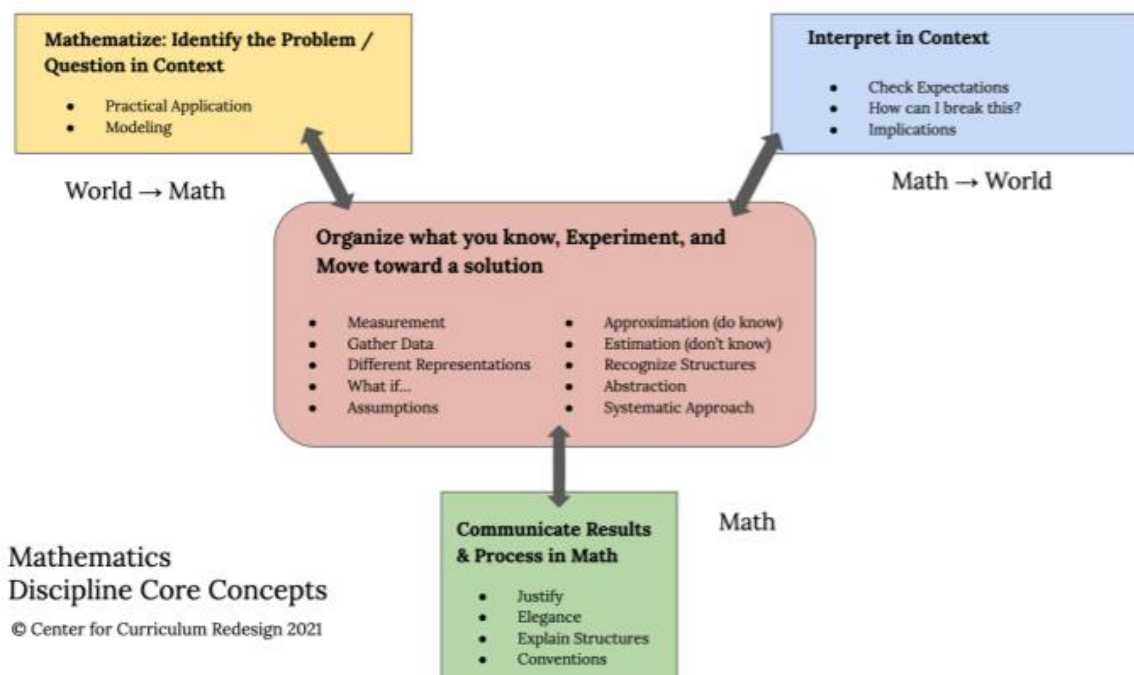 Mathematize: Identify the Problem /
Question in Context
● Practical Application
● Modeling
World → Math
Interpret in Context
● Check Expectations
● How can I break this?
● Implications
Math → World
Organize what you know, Experiment, and
Move toward a solution
● Measurement
● Gather Data
● Different Representations
● What if...
● Assumptions
● Approximation (do know)
● Estimation (don't know)
● Recognize Structures
● Abstraction
● Systematic Approach
Communicate Results
& Process in Math
● Justify
● Elegance
● Explain Structures
● Conventions
Math
Mathematics
Discipline Core Concepts
© Center for Curriculum Redesign 2021